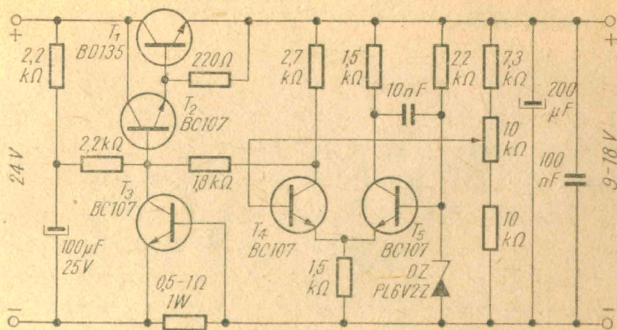 +
2,2
kΩ
T1
BD135
220Ω
T2
BC107
2,2kΩ
24V
100µF
25V
T3
BC107
0,5-1Ω
1W
2,7
kΩ
1,8kΩ
T4
BC107
1,5
kΩ
10nF
1,5
kΩ
T5
BC107
2,2
kΩ
DZ
PL6V2Z
7,3
kΩ
10
kΩ
10
kΩ
200
µF
100
nF
+
9-18V